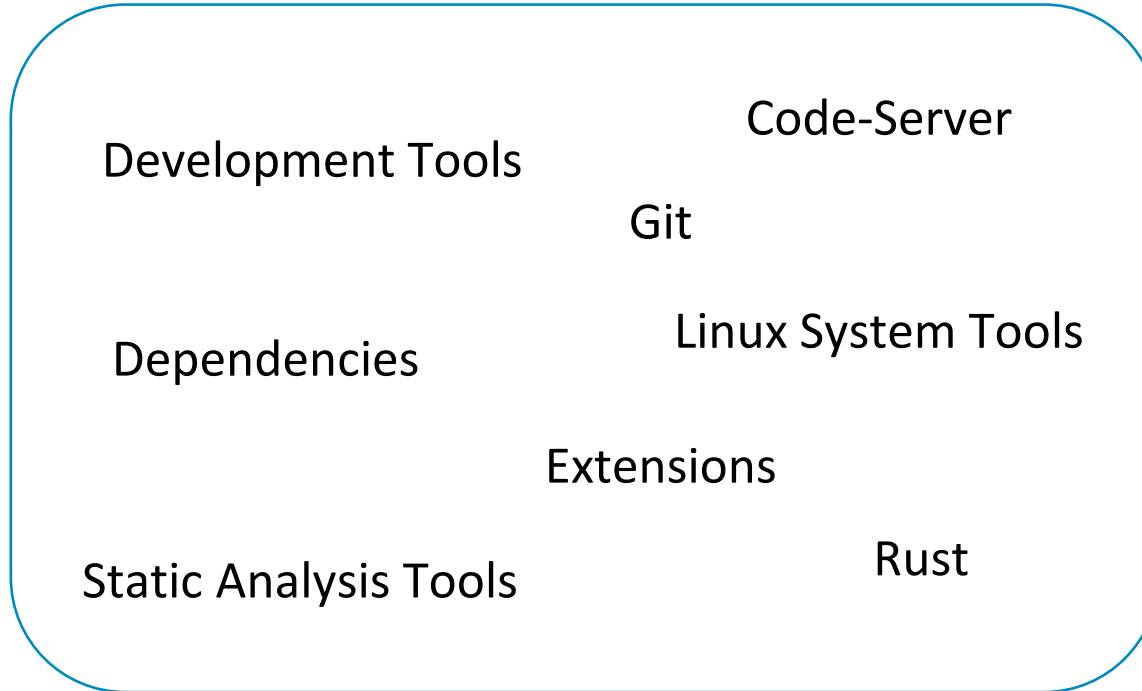 Code-Server
Development Tools
Git
Linux System Tools
Dependencies
Extensions
Rust
Static Analysis Tools